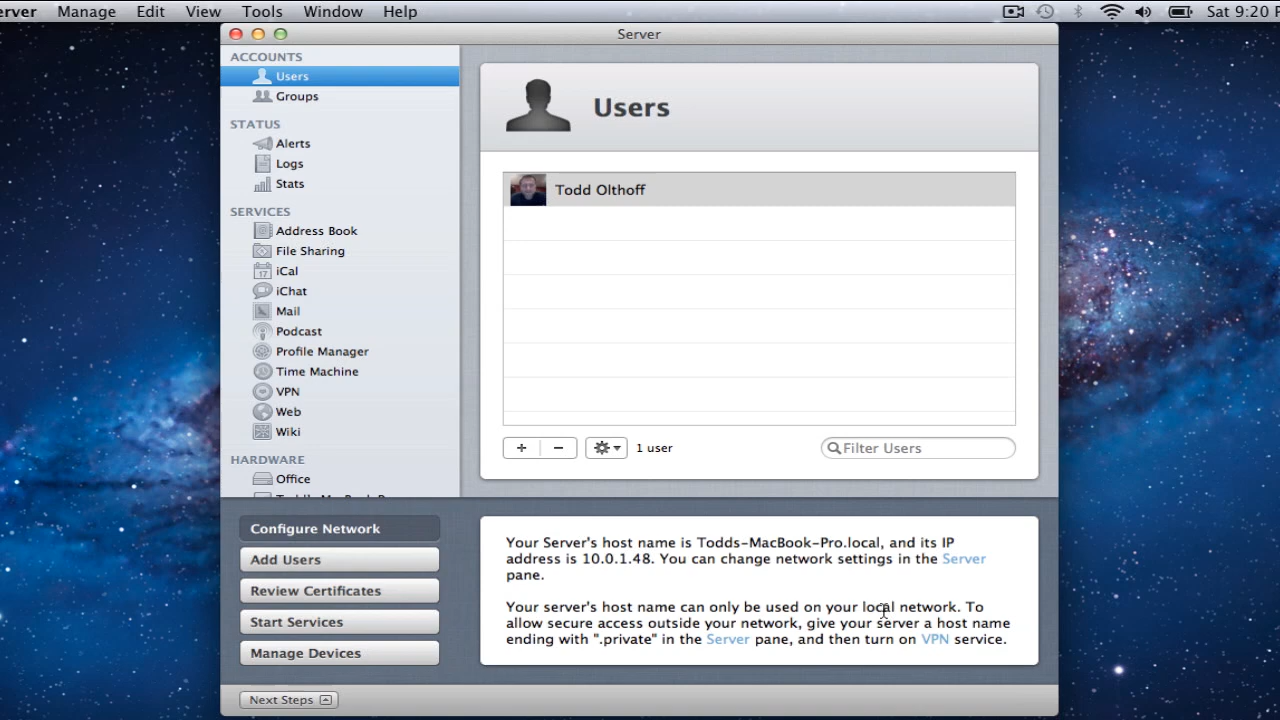 erver Manage Edit View Tools Window Help Sat 9:20 P
Server
ACCOUNTS
Users
Groups
STATUS
Alerts
Logs
Stats
SERVICES
Address Book
File Sharing
iCal
iChat
Mail
Podcast
Profile Manager
Time Machine
VPN
Web
Wiki
HARDWARE
Office
Users
Todd Olthoff
+ − 1 user Filter Users
Configure Network
Add Users
Review Certificates
Start Services
Manage Devices
Your Server's host name is Todds-MacBook-Pro.local, and its IP
address is 10.0.1.48. You can change network settings in the Server
pane.
Your server's host name can only be used on your local network. To
allow secure access outside your network, give your server a host name
ending with ".private" in the Server pane, and then turn on VPN service.
Next Steps